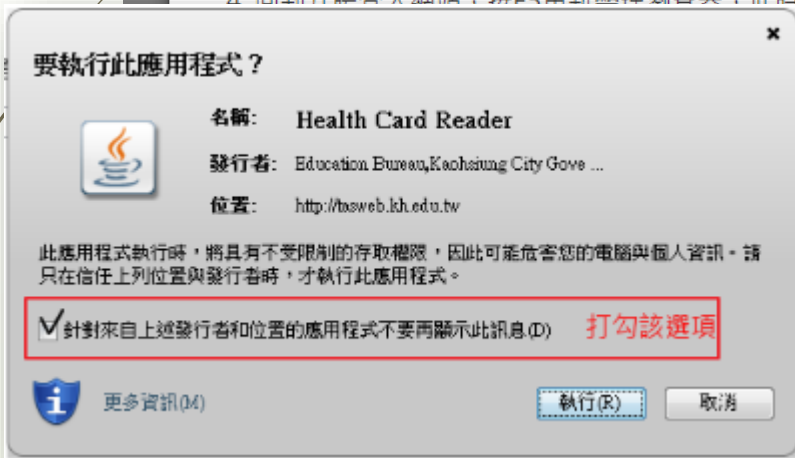 要執行此應用程式？
名稱: Health Card Reader
發行者: Education Bureau,Kaohsiung City Gove ...
位置: http://tasweb.kh.edu.tw
此應用程式執行時，將具有不受限制的存取權限，因此可能危害您的電腦與個人資訊。請
只在信任上列位置與發行者時，才執行此應用程式。
針對來自上述發行者和位置的應用程式不要再顯示此訊息(D) 打勾該選項
更多資訊(M) 執行(R) 取消